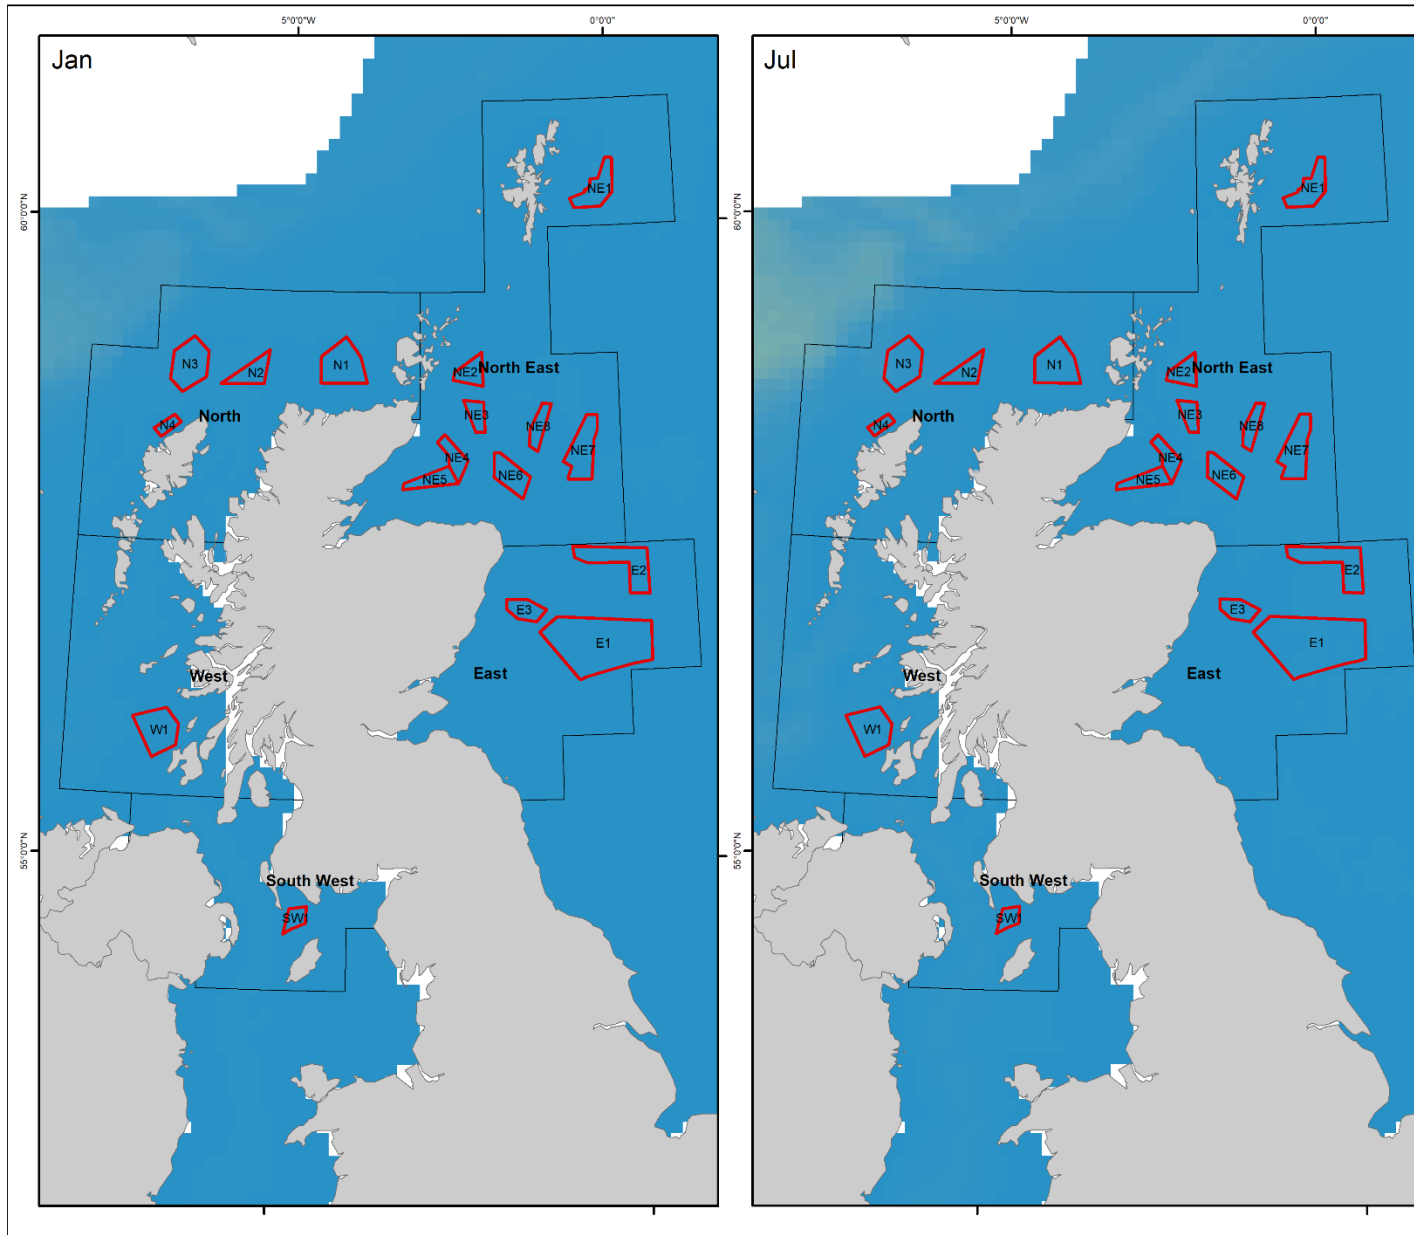 5°0'0"W
0°0'0"
5°0'0"W
0°0'0"
Jan
60°0'0"N
55°0'0"N
NE1
N3
N2
N1
NE2
North East
N4
North
NE3
NE8
NE4
NE7
NE5
NE6
E2
E3
E1
West
East
W1
South West
SW1
Jul
60°0'0"N
55°0'0"N
NE1
N3
N2
N1
NE2
North East
N4
North
NE3
NE8
NE4
NE7
NE5
NE6
E2
E3
E1
West
East
W1
South West
SW1